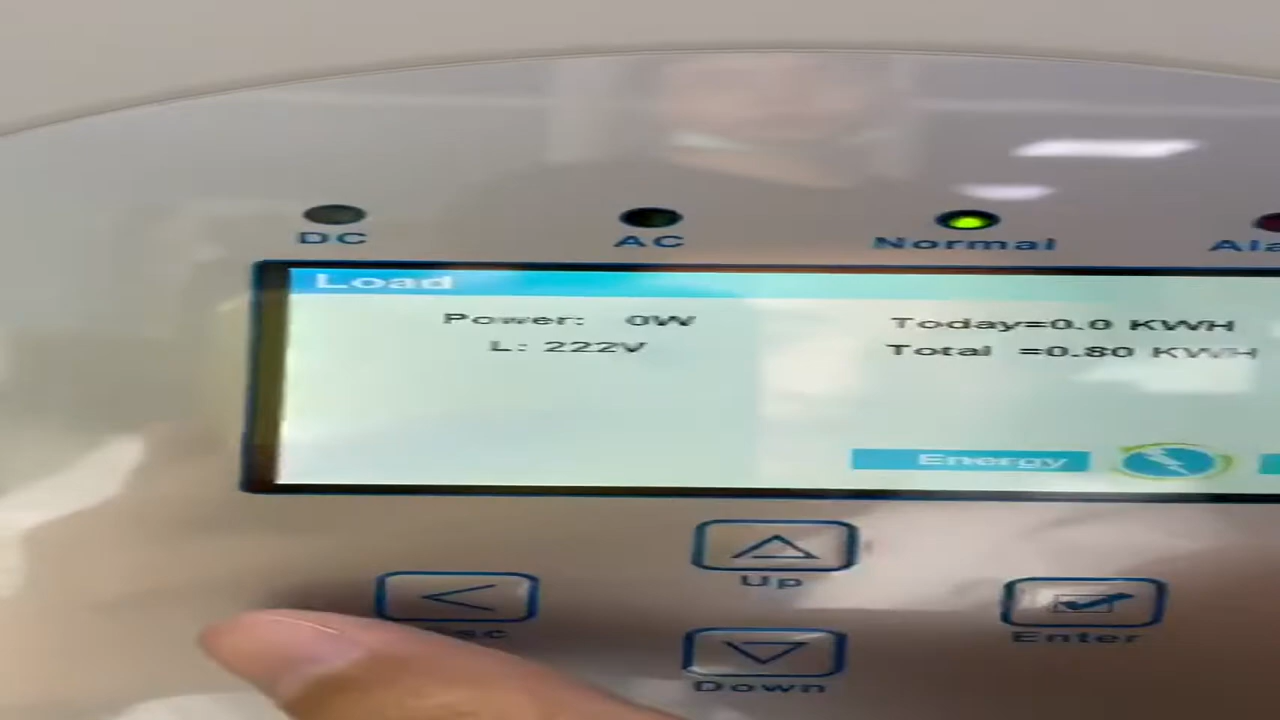 DC AC Normal
Load
Power: 0W Today=0.0 KWH
L: 222V Total =0.80 KWH
Energy
Up
Enter
Down